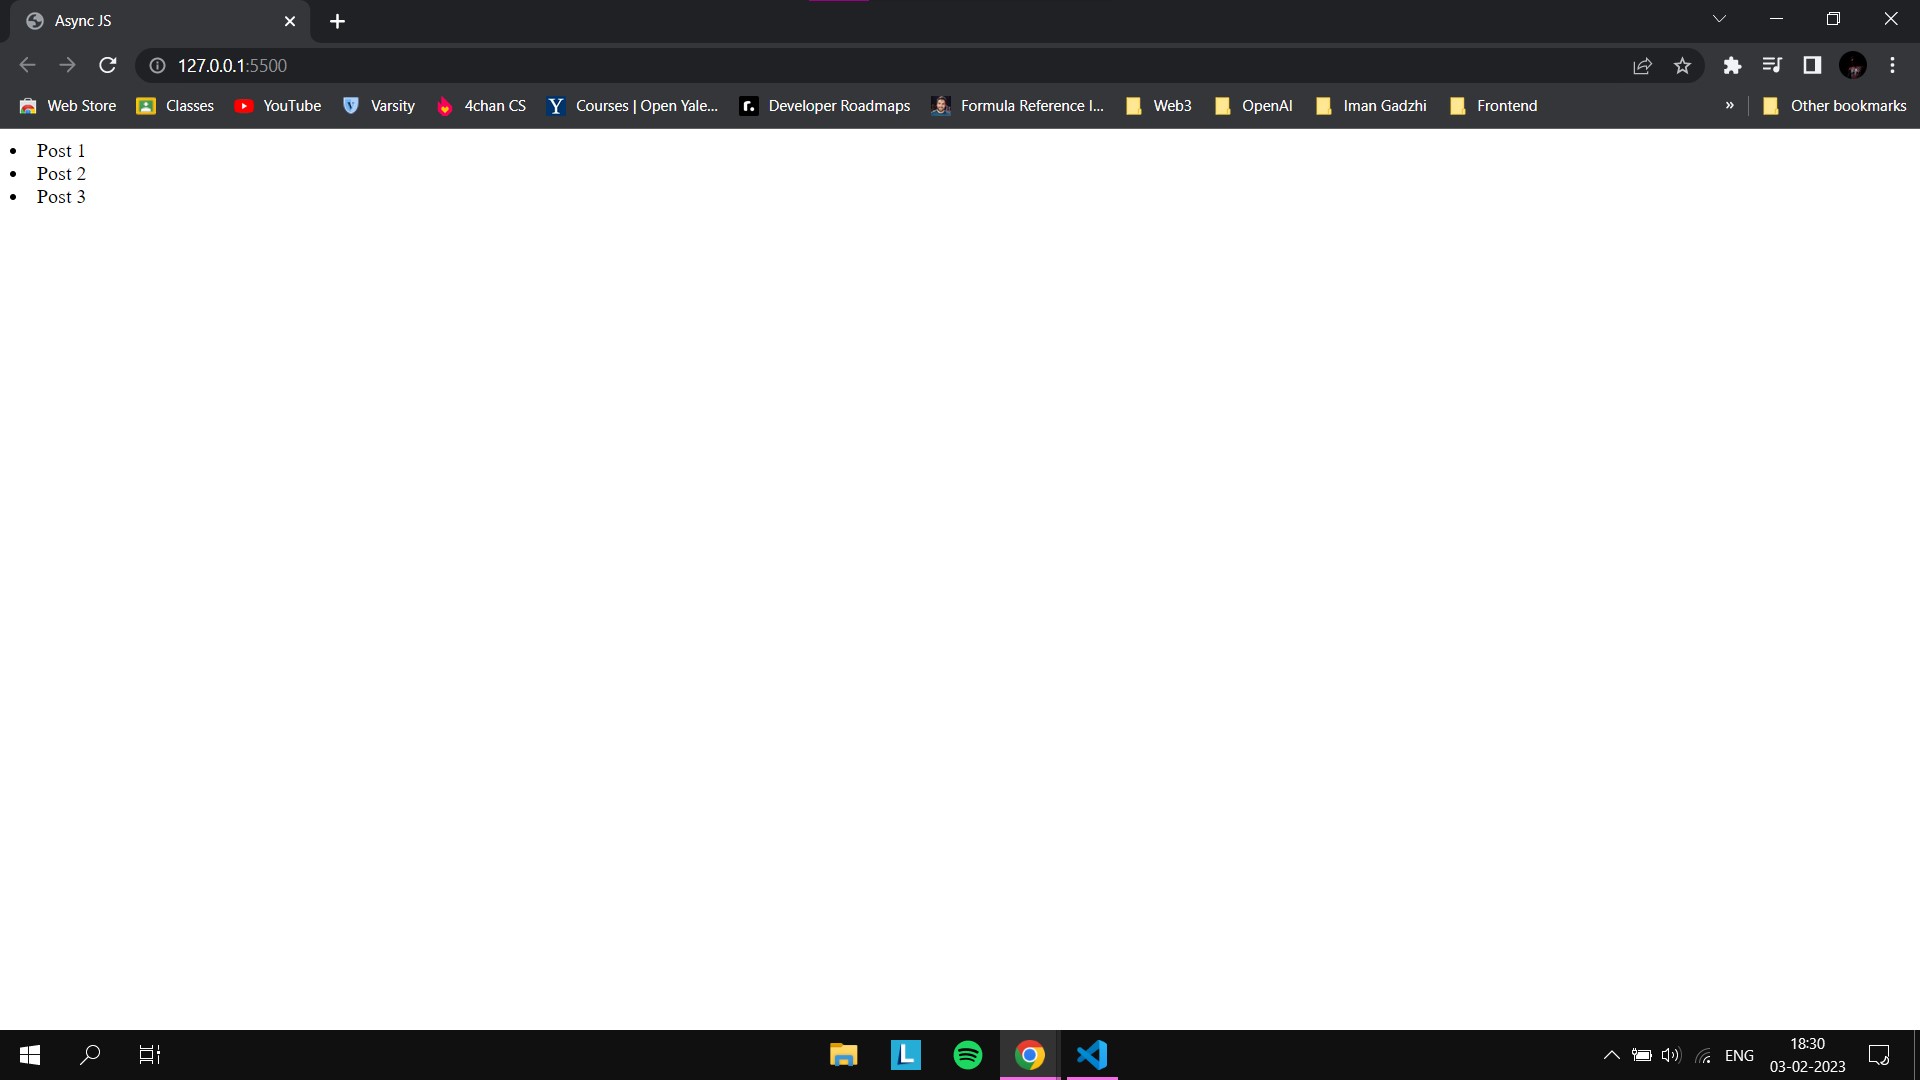 Async JS
127.0.0.1:5500
Web Store Classes YouTube Varsity 4chan CS Courses | Open Yale... Developer Roadmaps Formula Reference I... Web3 OpenAI Iman Gadzhi Frontend » Other bookmarks
• Post 1
• Post 2
• Post 3
ENG
18:30
03-02-2023